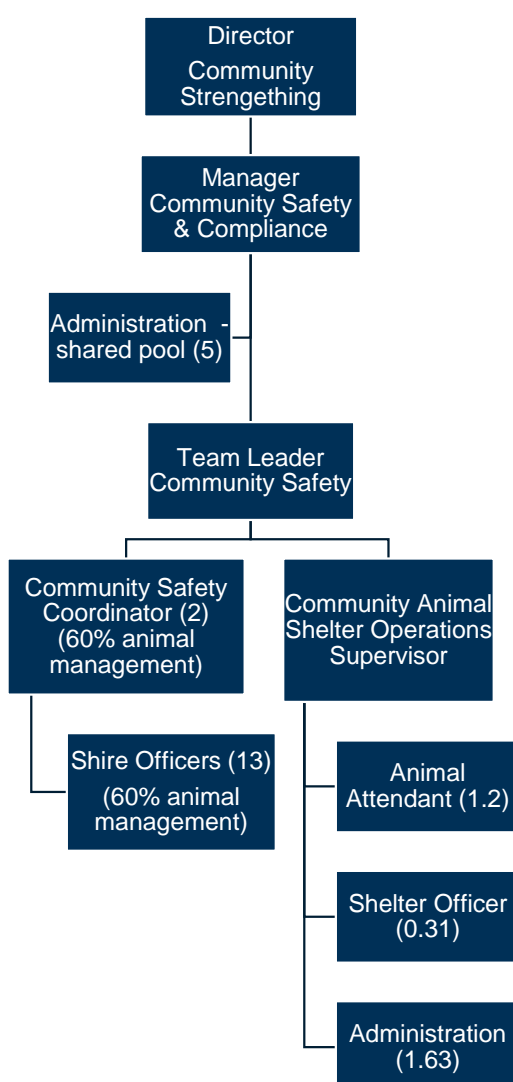 Director
Community
Strengething
Manager
Community Safety
& Compliance
Administration -
shared pool (5)
Team Leader
Community Safety
Community Safety
Coordinator (2)
(60% animal
management)
Community Animal
Shelter Operations
Supervisor
Shire Officers (13)
(60% animal
management)
Animal
Attendant (1.2)
Shelter Officer
(0.31)
Administration
(1.63)